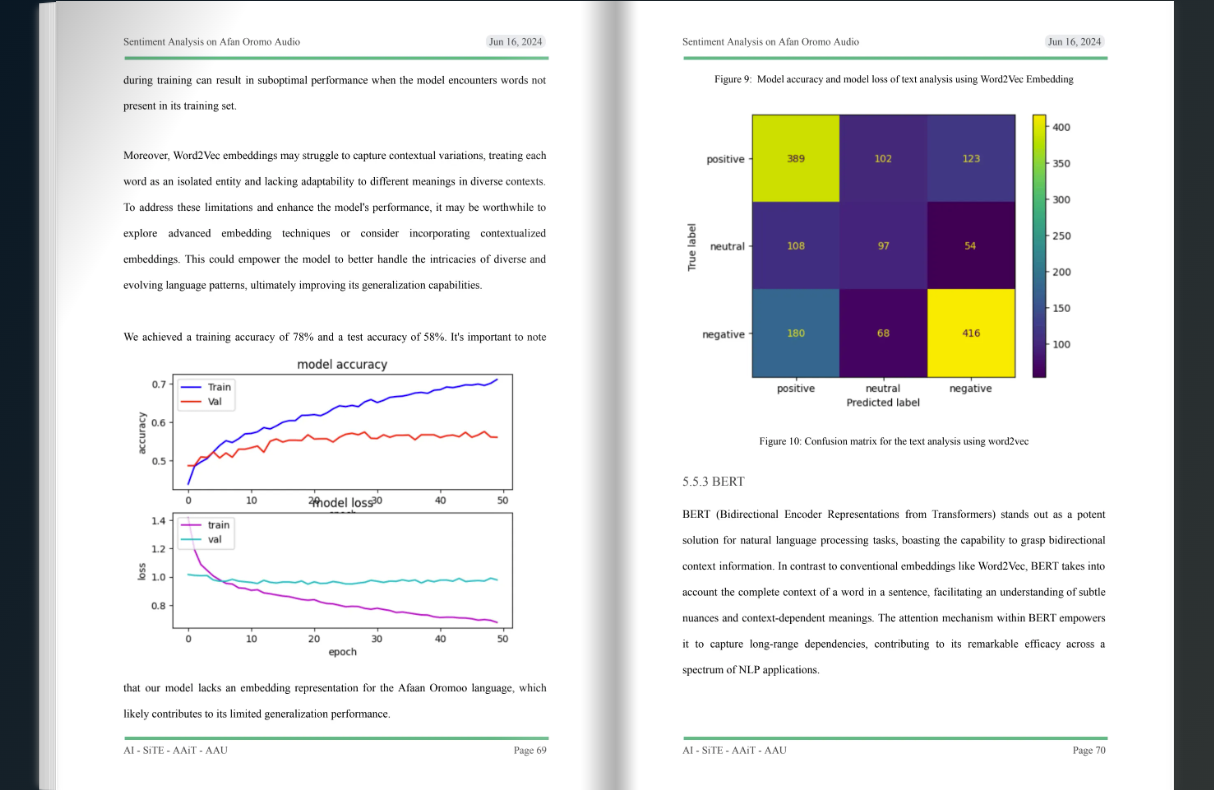 Sentiment Analysis on Afan Oromo Audio
Jun 16, 2024
during training can result in suboptimal performance when the model encounters words not
present in its training set.
Moreover, Word2Vec embeddings may struggle to capture contextual variations, treating each
word as an isolated entity and lacking adaptability to different meanings in diverse contexts.
To address these limitations and enhance the model's performance, it may be worthwhile to
explore advanced embedding techniques or consider incorporating contextualized
embeddings. This could empower the model to better handle the intricacies of diverse and
evolving language patterns, ultimately improving its generalization capabilities.
We achieved a training accuracy of 78% and a test accuracy of 58%. It's important to note
model accuracy
Train
Val
accuracy
0.7
0.6
0.5
0 10 20 30 40 50
model loss
train
val
loss
1.4
1.2
1.0
0.8
0 10 20 30 40 50
epoch
that our model lacks an embedding representation for the Afaan Oromoo language, which
likely contributes to its limited generalization performance.
AI - SiTE - AAiT - AAU
Page 69
Sentiment Analysis on Afan Oromo Audio
Jun 16, 2024
Figure 9: Model accuracy and model loss of text analysis using Word2Vec Embedding
True label
positive 389 102 123
neutral 108 97 54
negative 180 68 416
positive neutral negative
Predicted label
400
350
300
250
200
150
100
Figure 10: Confusion matrix for the text analysis using word2vec
5.5.3 BERT
BERT (Bidirectional Encoder Representations from Transformers) stands out as a potent
solution for natural language processing tasks, boasting the capability to grasp bidirectional
context information. In contrast to conventional embeddings like Word2Vec, BERT takes into
account the complete context of a word in a sentence, facilitating an understanding of subtle
nuances and context-dependent meanings. The attention mechanism within BERT empowers
it to capture long-range dependencies, contributing to its remarkable efficacy across a
spectrum of NLP applications.
AI - SiTE - AAiT - AAU
Page 70